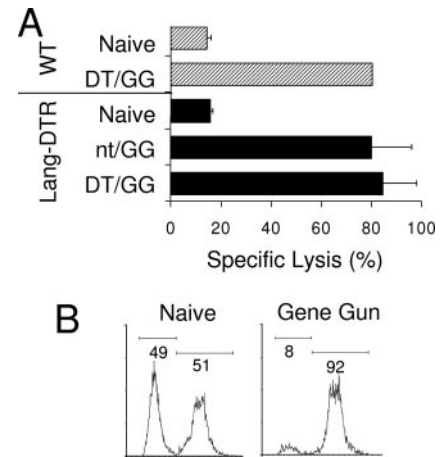 A
WT
Naive
DT/GG
Lang-DTR
Naive
nt/GG
DT/GG
0 20 40 60 80 100
Specific Lysis (%)
B
Naive Gene Gun
49 51 8 92